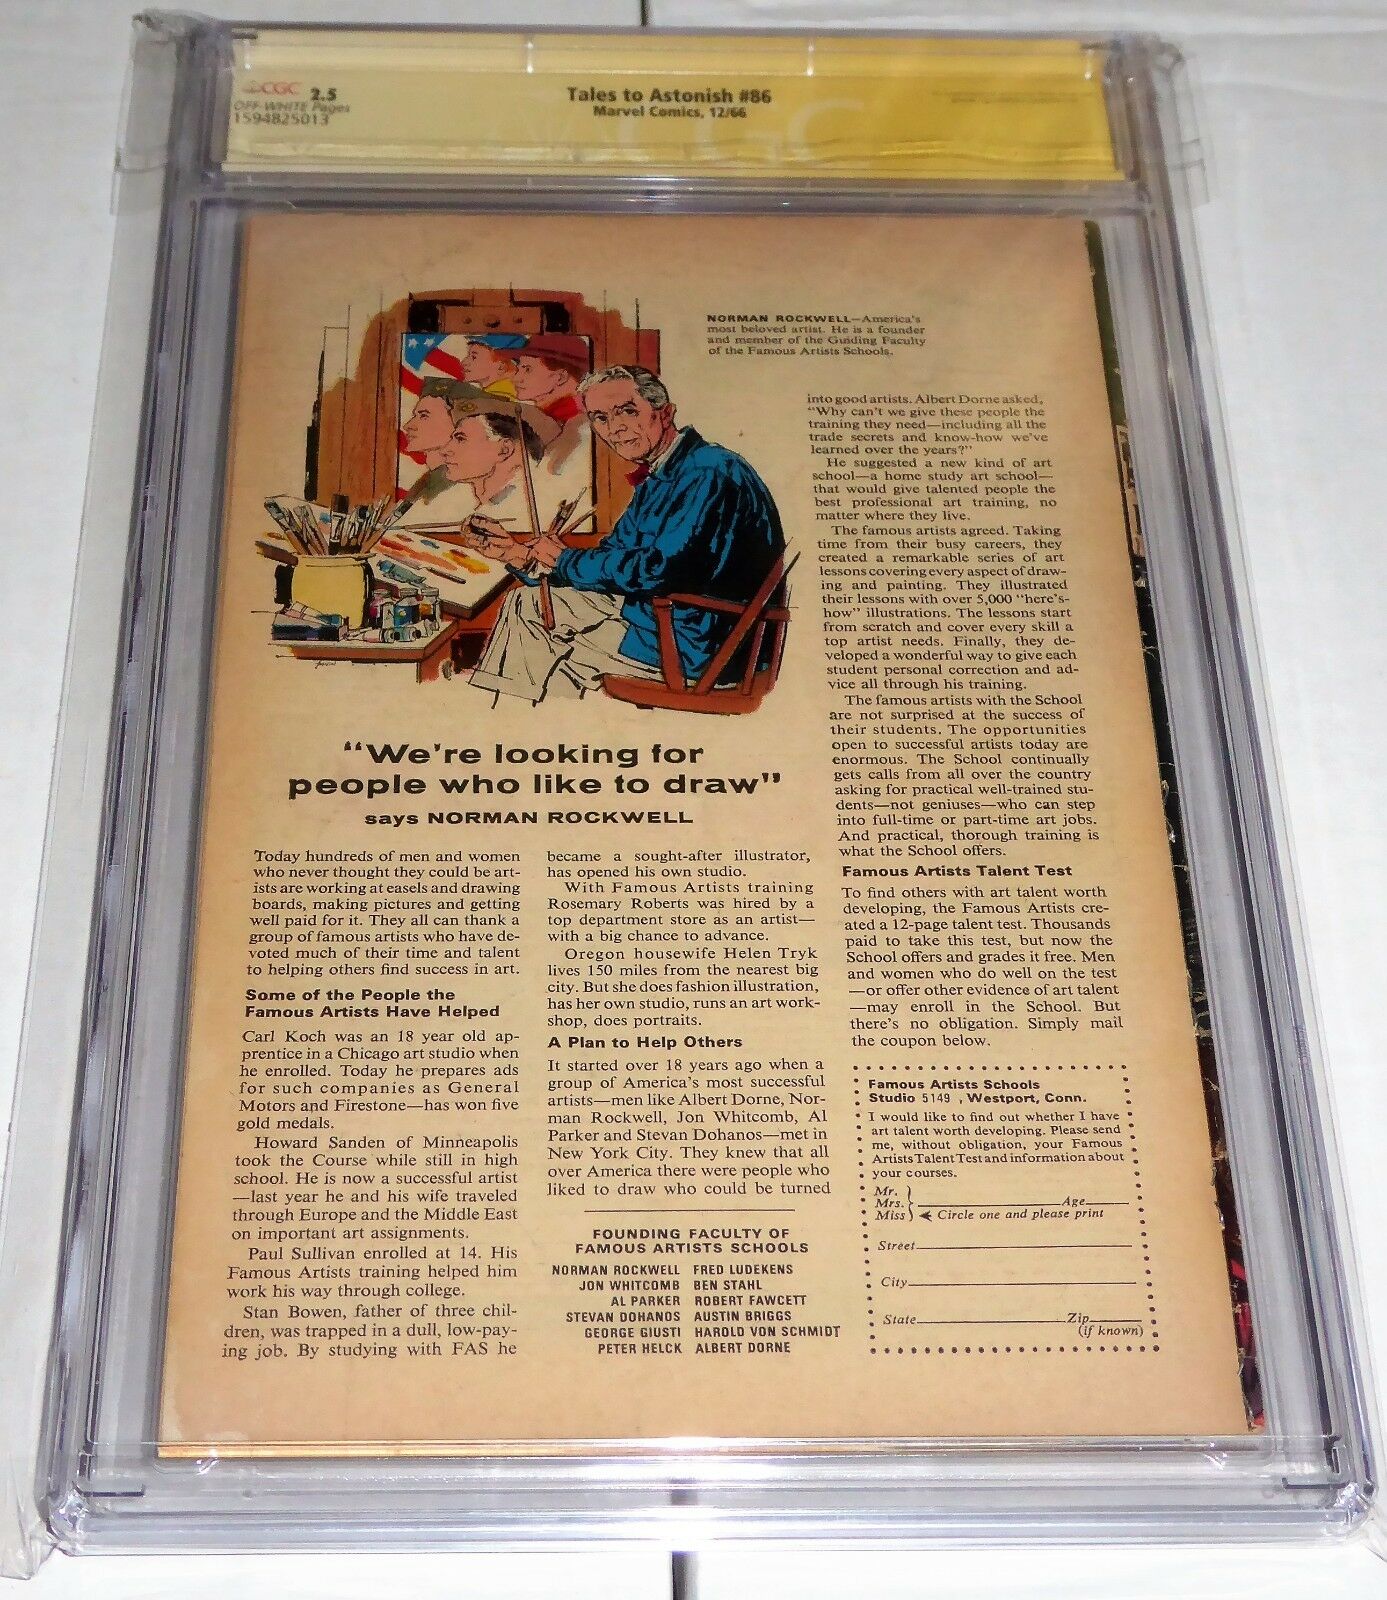 CGC 2.5
OFF-WHITE Pages
1594825013
Tales to Astonish #86
Marvel Comics, 12/66
NORMAN ROCKWELL—America's
most beloved artist. He is a founder
and member of the Guiding Faculty
of the Famous Artists Schools.
"We're looking for
people who like to draw"
says NORMAN ROCKWELL
Today hundreds of men and women
who never thought they could be art-
ists are working at easels and drawing
boards, making pictures and getting
well paid for it. They all can thank a
group of famous artists who have de-
voted much of their time and talent
to helping others find success in art.
Some of the People the
Famous Artists Have Helped
Carl Koch was an 18 year old ap-
prentice in a Chicago art studio when
he enrolled. Today he prepares ads
for such companies as General
Motors and Firestone—has won five
gold medals.
Howard Sanden of Minneapolis
took the Course while still in high
school. He is now a successful artist
—last year he and his wife traveled
through Europe and the Middle East
on important art assignments.
Paul Sullivan enrolled at 14. His
Famous Artists training helped him
work his way through college.
Stan Bowen, father of three chil-
dren, was trapped in a dull, low-pay-
ing job. By studying with FAS he
became a sought-after illustrator,
has opened his own studio.
With Famous Artists training
Rosemary Roberts was hired by a
top department store as an artist—
with a big chance to advance.
Oregon housewife Helen Tryk
lives 150 miles from the nearest big
city. But she does fashion illustration,
has her own studio, runs an art work-
shop, does portraits.
A Plan to Help Others
It started over 18 years ago when a
group of America's most successful
artists—men like Albert Dorne, Nor-
man Rockwell, Jon Whitcomb, Al
Parker and Stevan Dohanos—met in
New York City. They knew that all
over America there were people who
liked to draw who could be turned
into good artists. Albert Dorne asked,
"Why can't we give these people the
training they need—including all the
trade secrets and know-how we've
learned over the years?"
He suggested a new kind of art
school—a home study art school—
that would give talented people the
best professional art training, no
matter where they live.
The famous artists agreed. Taking
time from their busy careers, they
created a remarkable series of art
lessons covering every aspect of draw-
ing and painting. They illustrated
their lessons with over 5,000 "here's-
how" illustrations. The lessons start
from scratch and cover every skill a
top artist needs. Finally, they de-
veloped a wonderful way to give each
student personal correction and ad-
vice all through his training.
The famous artists with the School
are not surprised at the success of
their students. The opportunities
open to successful artists today are
enormous. The School continually
gets calls from all over the country
asking for practical well-trained stu-
dents—not geniuses—who can step
into full-time or part-time art jobs.
And practical, thorough training is
what the School offers.
Famous Artists Talent Test
To find others with art talent worth
developing, the Famous Artists cre-
ated a 12-page talent test. Thousands
paid to take this test, but now the
School offers and grades it free. Men
and women who do well on the test
—or offer other evidence of art talent
—may enroll in the School. But
there's no obligation. Simply mail
the coupon below.
FOUNDING FACULTY OF
FAMOUS ARTISTS SCHOOLS
NORMAN ROCKWELL FRED LUDEKENS
JON WHITCOMB BEN STAHL
AL PARKER ROBERT FAWCETT
STEVAN DOHANOS AUSTIN BRIGGS
GEORGE GIUSTI HAROLD VON SCHMIDT
PETER HELCK ALBERT DORNE
Famous Artists Schools
Studio 5149 , Westport, Conn.
I would like to find out whether I have
art talent worth developing. Please send
me, without obligation, your Famous
Artists Talent Test and information about
your courses.
Mr.
Mrs. Age
Miss Circle one and please print
Street
City
State Zip
(if known)